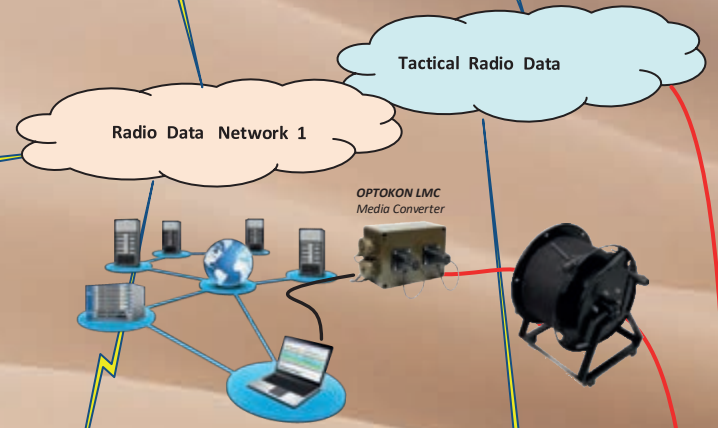 Tactical Radio Data
Radio Data Network 1
OPTOKON LMC
Media Converter